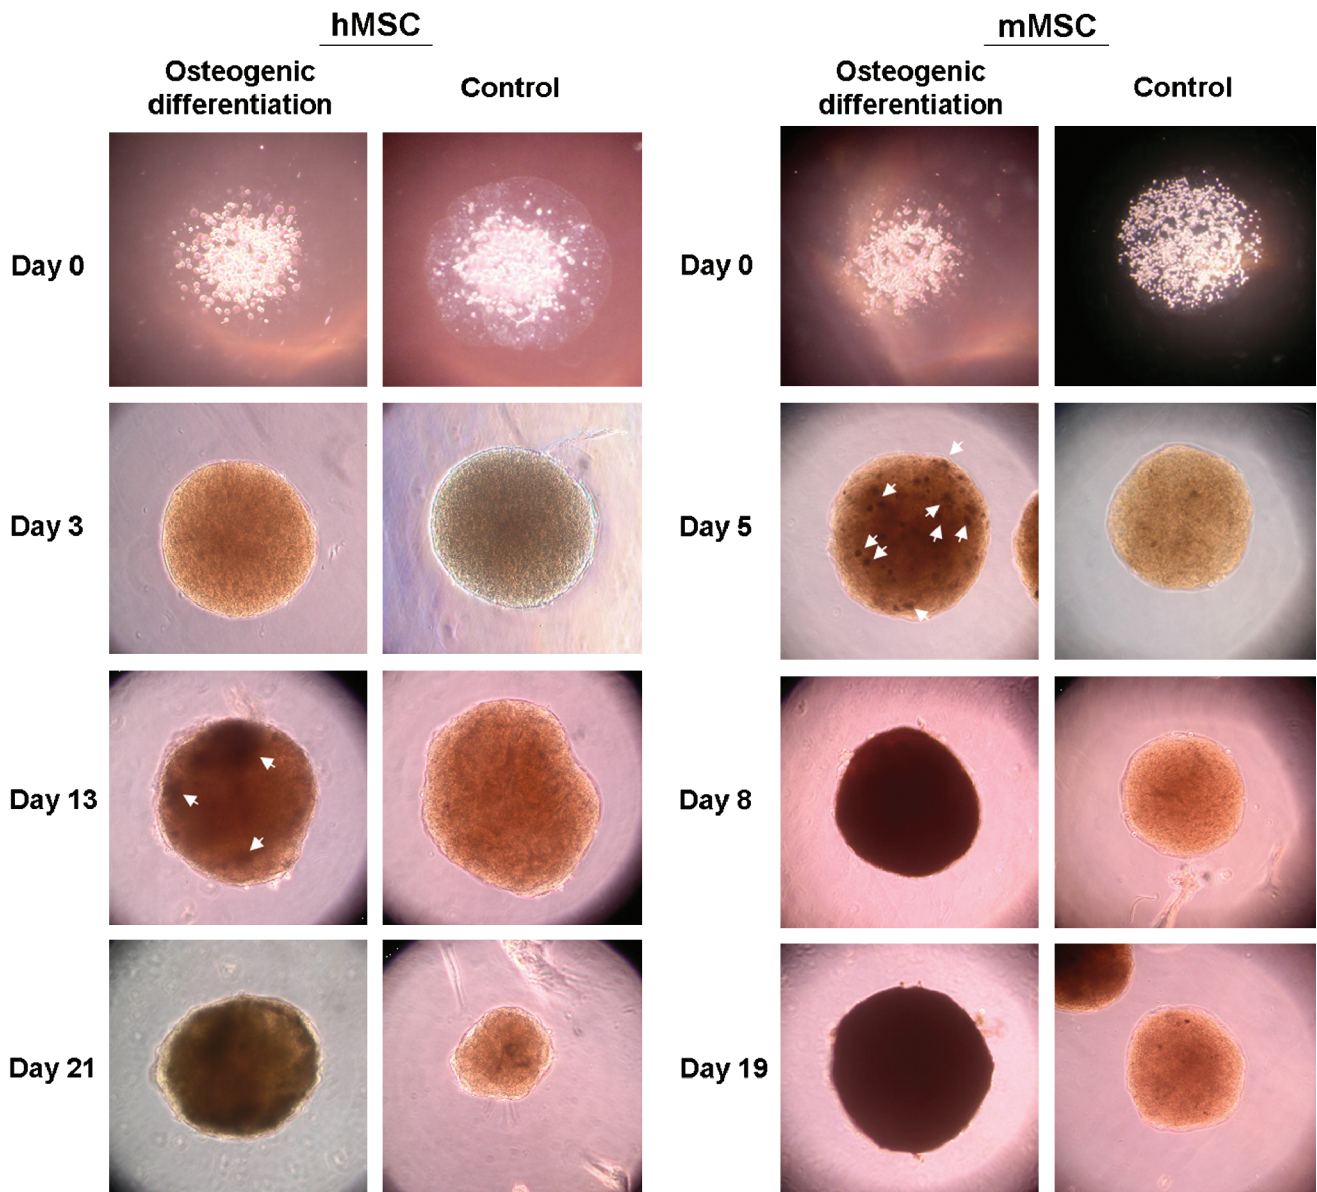 hMSC
mMSC
Osteogenic
differentiation
Control
Osteogenic
differentiation
Control
Day 0
Day 0
Day 3
Day 5
Day 13
Day 8
Day 21
Day 19